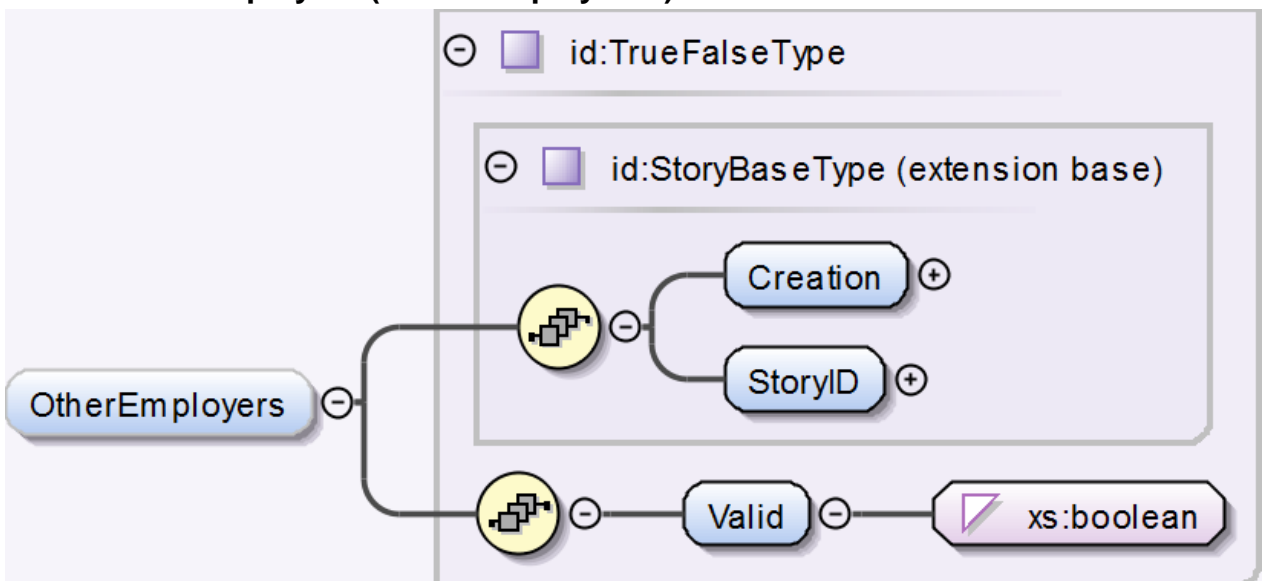 id:TrueFalseType
id:StoryBaseType (extension base)
Creation
StoryID
OtherEmployers
Valid
xs:boolean